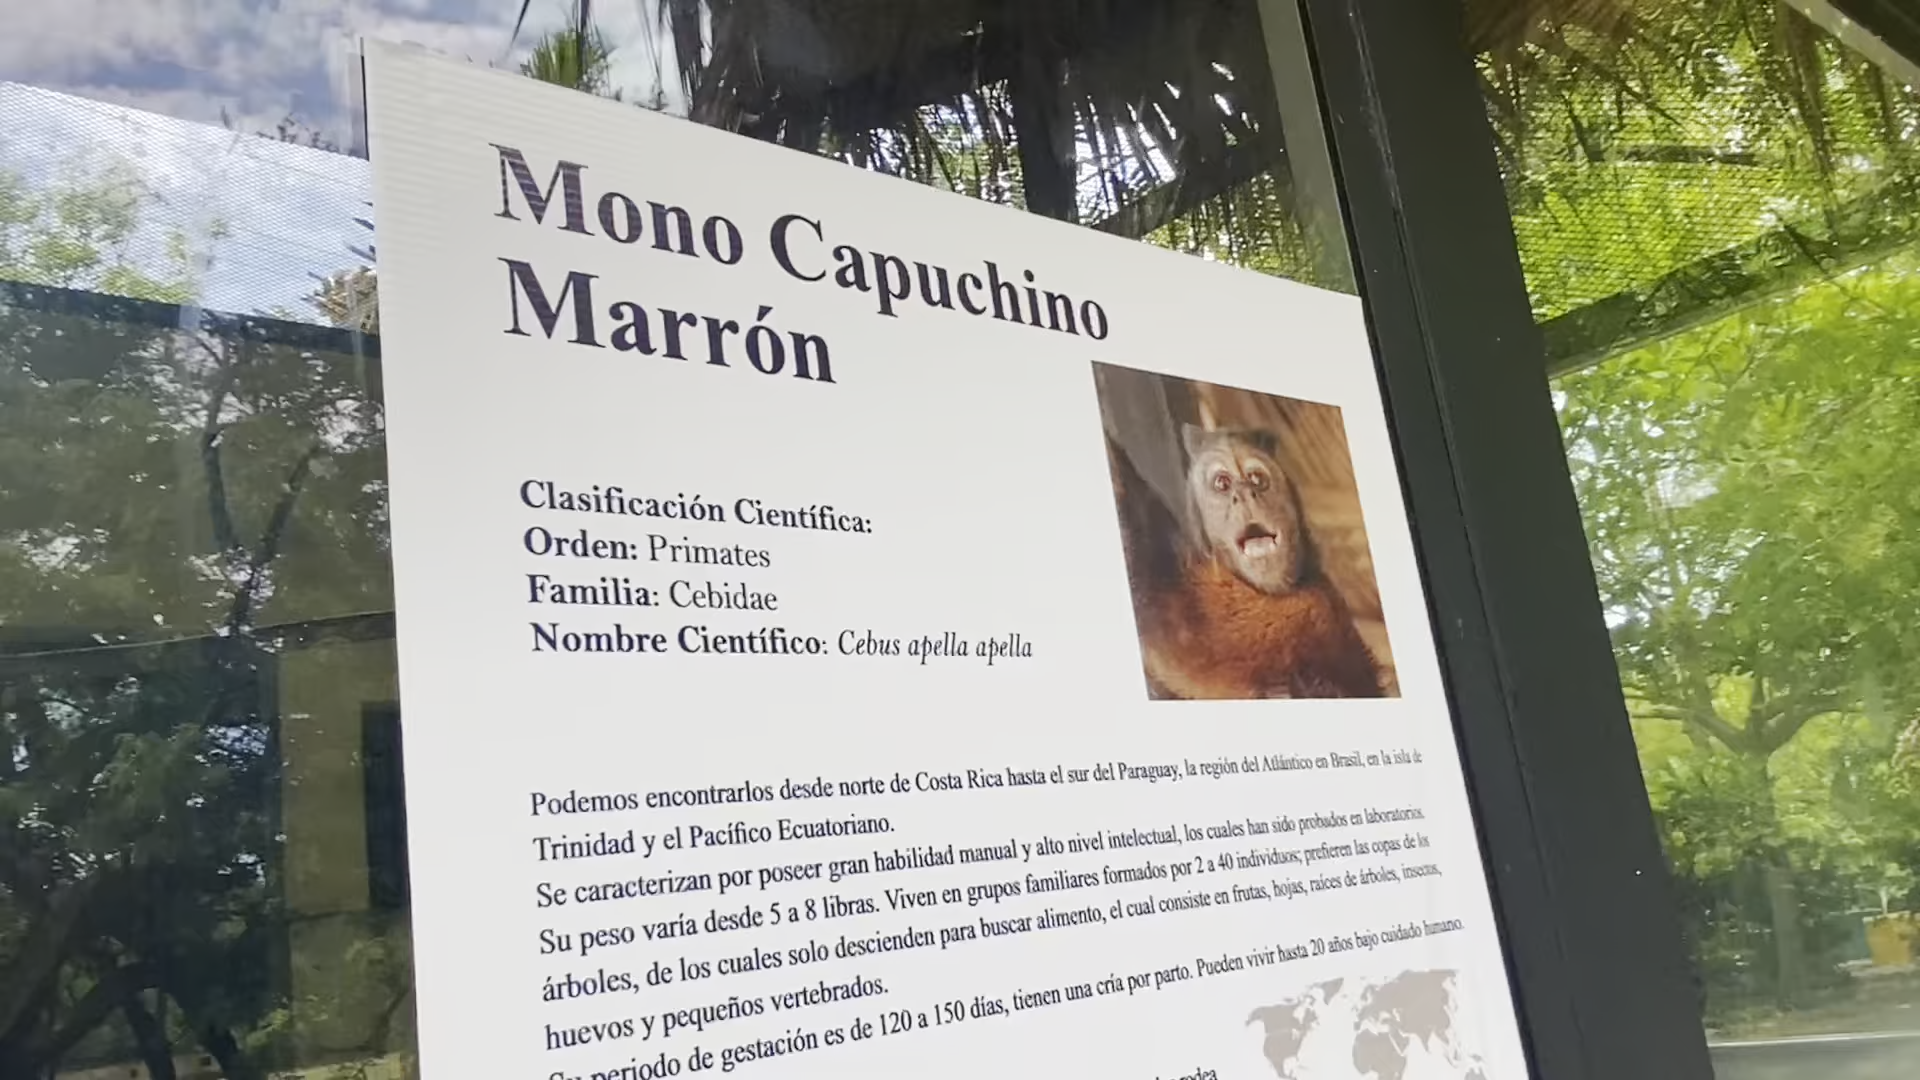 Mono Capuchino
Marrón
Clasificación Científica:
Orden: Primates
Familia: Cebidae
Nombre Científico: Cebus apella apella
Podemos encontrarlos desde norte de Costa Rica hasta el sur del Paraguay, la región del Atlántico en Brasil, en la isla de
Trinidad y el Pacífico Ecuatoriano.
Se caracterizan por poseer gran habilidad manual y alto nivel intelectual, los cuales han sido probados en laboratorios.
Su peso varía desde 5 a 8 libras. Viven en grupos familiares formados por 2 a 40 individuos; prefieren las copas de los
árboles, de los cuales solo descienden para buscar alimento, el cual consiste en frutas, hojas, raíces de árboles, insectos,
huevos y pequeños vertebrados.
Su periodo de gestación es de 120 a 150 días, tienen una cría por parto. Pueden vivir hasta 20 años bajo cuidado humano.